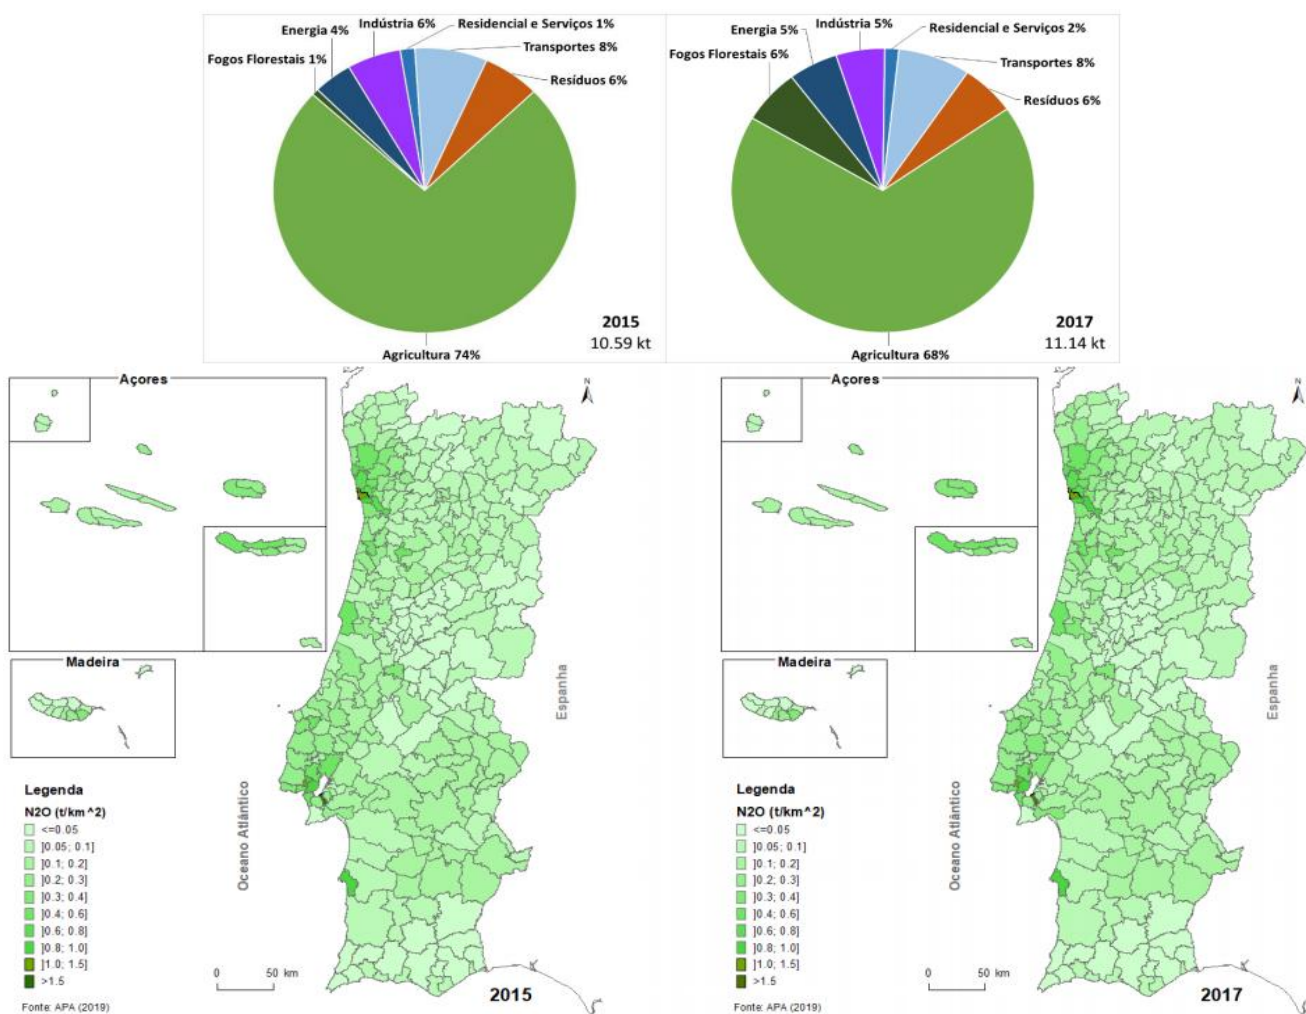 Indústria 6%
Residencial e Serviços 1%
Energia 4%
Transportes 8%
Fogos Florestais 1%
Resíduos 6%
2015
10.59 kt
Agricultura 74%
Indústria 5%
Residencial e Serviços 2%
Energia 5%
Transportes 8%
Fogos Florestais 6%
Resíduos 6%
2017
11.14 kt
Agricultura 68%
Açores
N
Madeira
Espanha
Oceano Atlântico
Legenda
N2O (t/km^2)
<=0.05
]0.05; 0.1]
]0.1; 0.2]
]0.2; 0.3]
]0.3; 0.4]
]0.4; 0.6]
]0.6; 0.8]
]0.8; 1.0]
]1.0; 1.5]
>1.5
Fonte: APA (2019)
0 50 km
2015
Açores
N
Madeira
Espanha
Oceano Atlântico
Legenda
N2O (t/km^2)
<=0.05
]0.05; 0.1]
]0.1; 0.2]
]0.2; 0.3]
]0.3; 0.4]
]0.4; 0.6]
]0.6; 0.8]
]0.8; 1.0]
]1.0; 1.5]
>1.5
Fonte: APA (2019)
0 50 km
2017